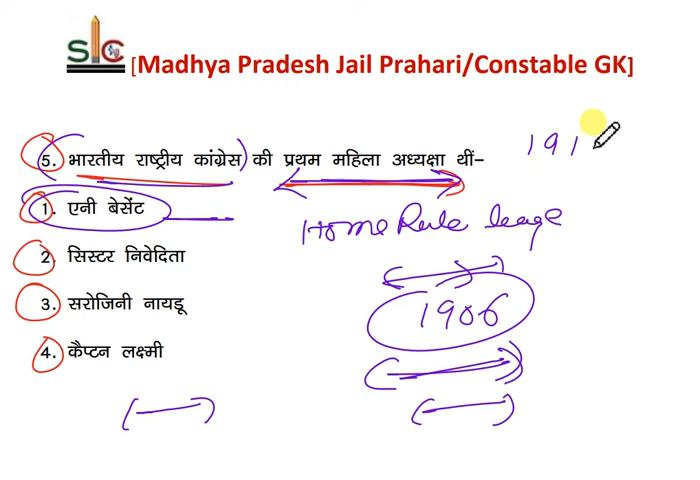 SIC
[Madhya Pradesh Jail Prahari/Constable GK]
5. भारतीय राष्ट्रीय कांग्रेस की प्रथम महिला अध्यक्षा थीं-
191
1. एनी बेसेंट
Home Rule
2. सिस्टर निवेदिता
3. सरोजिनी नायडू
1906
4. कैप्टन लक्ष्मी